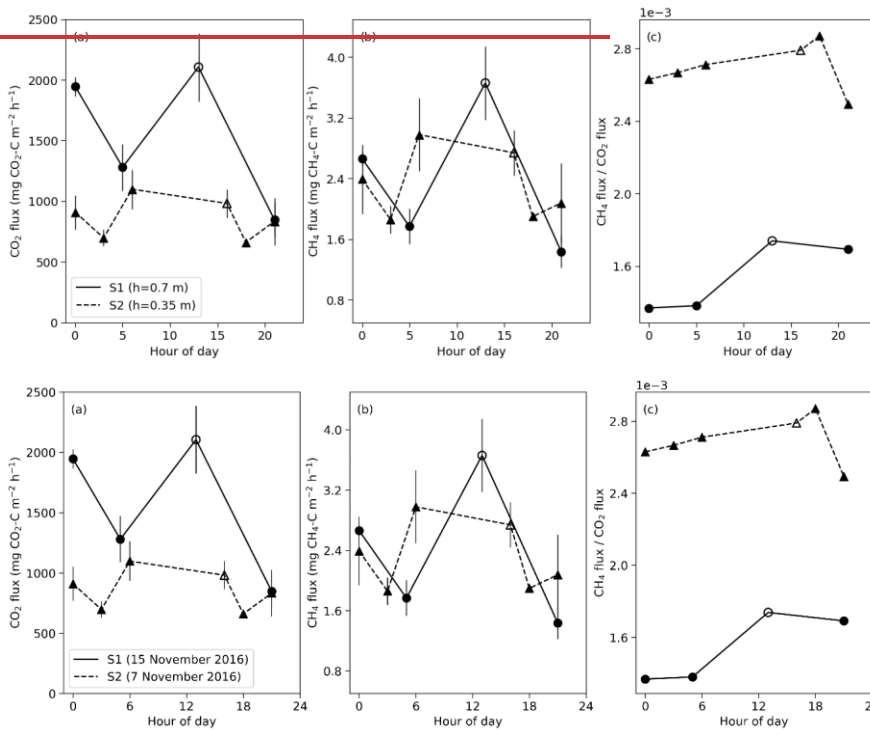 1e−3
(a)
(b)
(c)
2500
2000
1500
1000
500
0
CO₂ flux (mg CO₂-C m⁻² h⁻¹)
S1 (h=0.7 m)
S2 (h=0.35 m)
0 5 10 15 20
Hour of day
4.0
3.2
2.4
1.6
0.8
CH₄ flux (mg CH₄-C m⁻² h⁻¹)
0 5 10 15 20
Hour of day
2.8
2.4
2.0
1.6
CH₄ flux / CO₂ flux
0 5 10 15 20
Hour of day
1e−3
(a)
(b)
(c)
2500
2000
1500
1000
500
0
CO₂ flux (mg CO₂-C m⁻² h⁻¹)
S1 (15 November 2016)
S2 (7 November 2016)
0 6 12 18 24
Hour of day
4.0
3.2
2.4
1.6
0.8
CH₄ flux (mg CH₄-C m⁻² h⁻¹)
0 6 12 18 24
Hour of day
2.8
2.4
2.0
1.6
CH₄ flux / CO₂ flux
0 6 12 18
Hour of day